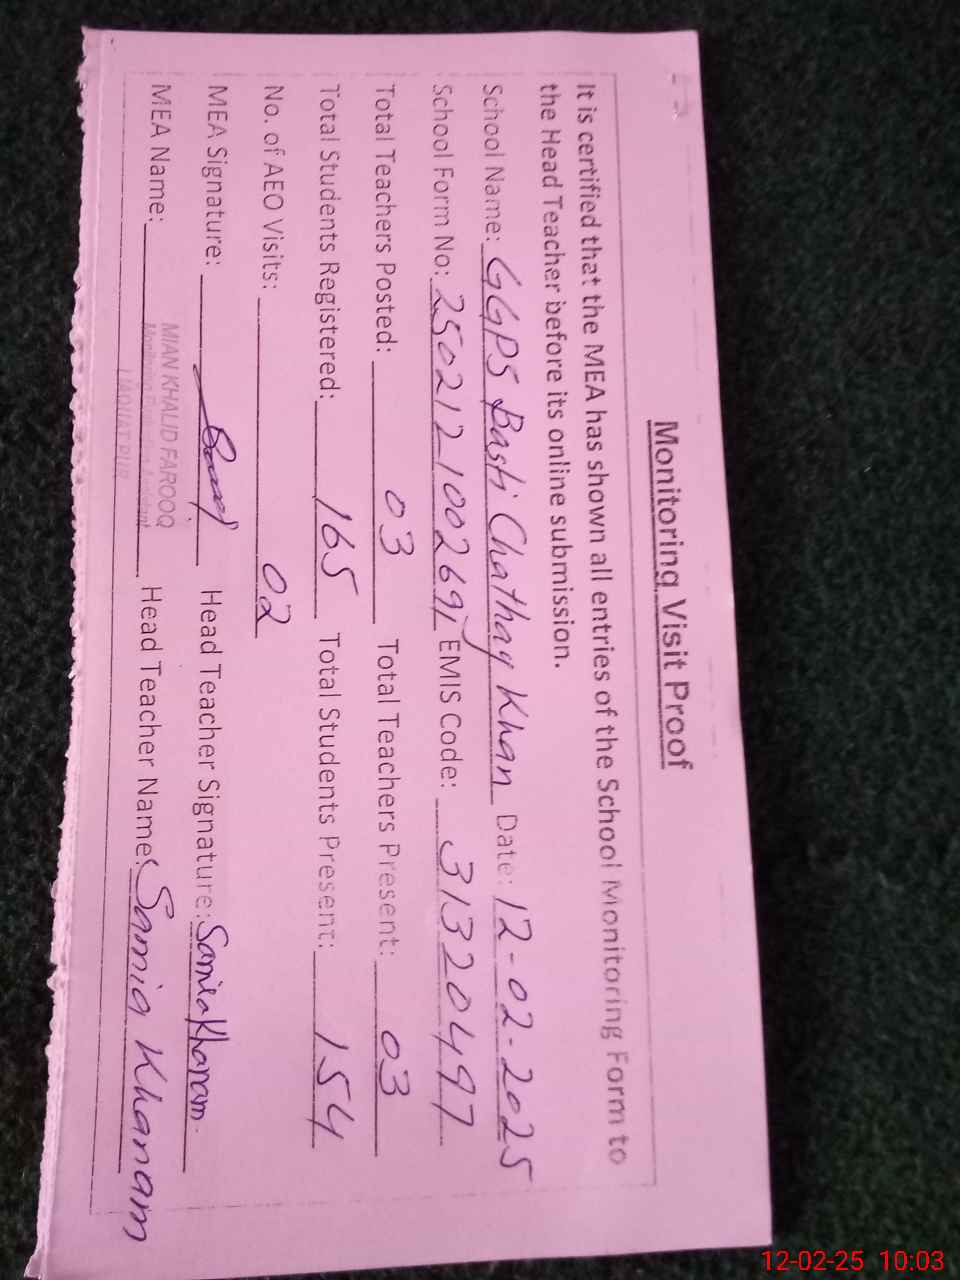 Monitoring Visit Proof
It is certified that the MEA has shown all entries of the School Monitoring Form to
the Head Teacher before its online submission.
School Name: GGPS Basti Chathay Khan Date: 12-02-2025
School Form No: 2502121002691 EMIS Code: 31320497
Total Teachers Posted: 03 Total Teachers Present: 03
Total Students Registered: 165 Total Students Present: 154
No. of AEO Visits: 02
MEA Signature: Head Teacher Signature: Samia Khanam
MIAN KHALID FAROOQ
MEA Name: Head Teacher Name: Samia Khanam
LIAQUATPUR
12-02-25 10:03